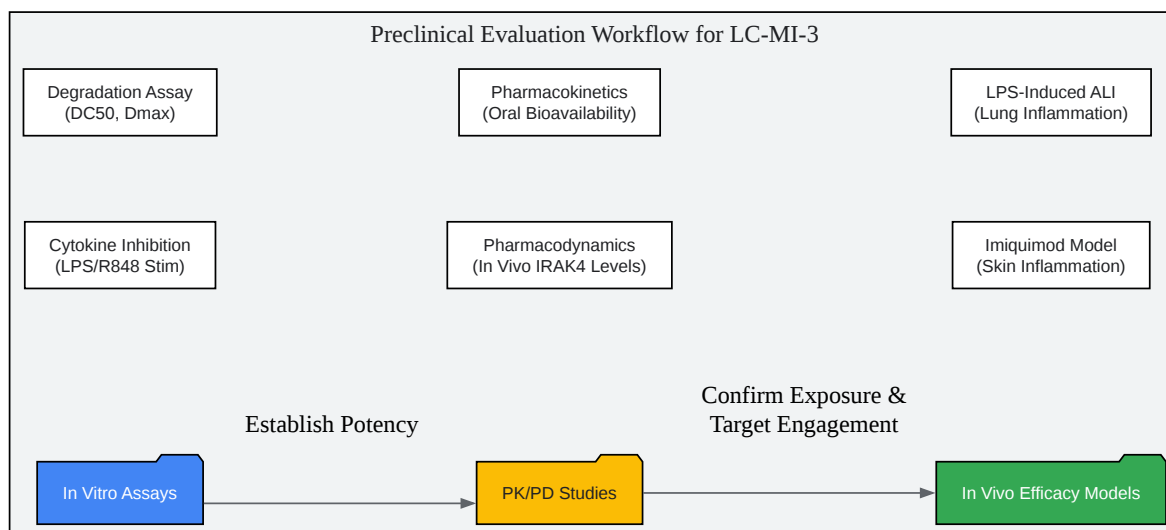 Preclinical Evaluation Workflow for LC-MI-3
Degradation Assay
(DC50, Dmax)
Pharmacokinetics
(Oral Bioavailability)
LPS-Induced ALI
(Lung Inflammation)
Cytokine Inhibition
(LPS/R848 Stim)
Pharmacodynamics
(In Vivo IRAK4 Levels)
Imiquimod Model
(Skin Inflammation)
Establish Potency
Confirm Exposure &
Target Engagement
In Vitro Assays
PK/PD Studies
In Vivo Efficacy Models